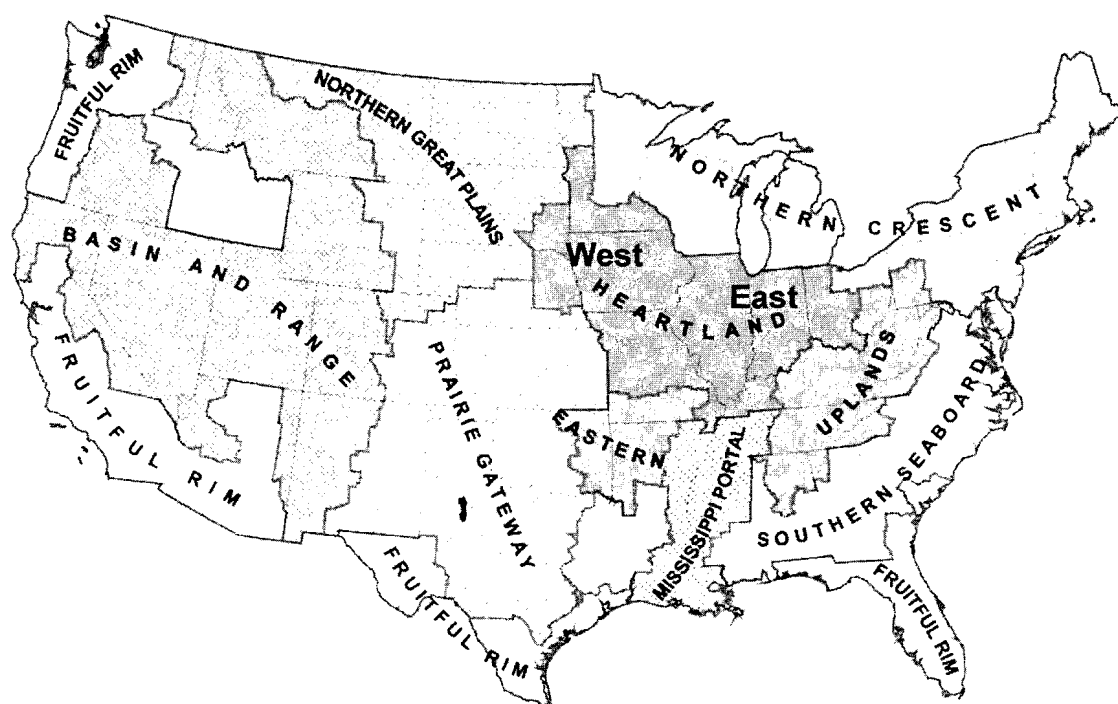 FRUITFUL RIM
NORTHERN GREAT PLAINS
NORTHERN CRESCENT
BASIN AND RANGE
West
HEARTLAND
East
FRUITFUL RIM
PRAIRIE GATEWAY
EASTERN UPLANDS
MISSISSIPPI PORTAL
SOUTHERN SEABOARD
FRUITFUL RIM
FRUITFUL RIM